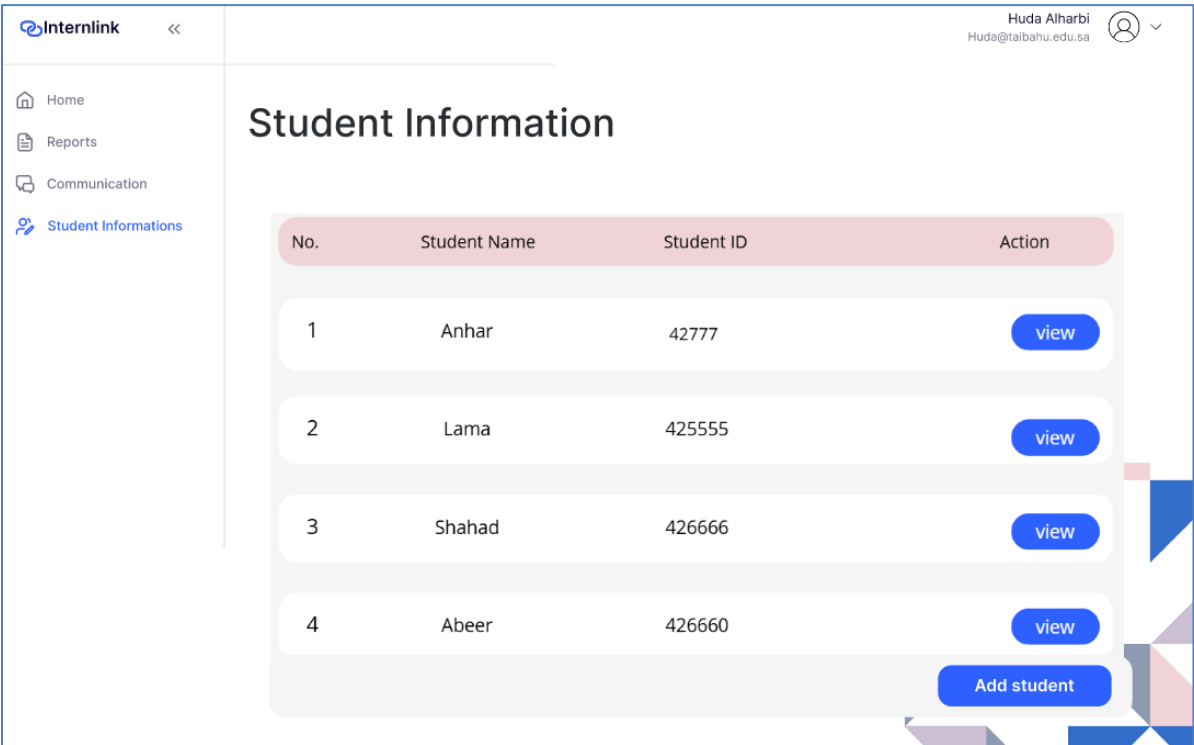 Internlink
Huda Alharbi
Huda@taibahu.edu.sa
Home
Reports
Communication
Student Informations
Student Information
No. Student Name Student ID Action
1 Anhar 42777 view
2 Lama 425555 view
3 Shahad 426666 view
4 Abeer 426660 view
Add student